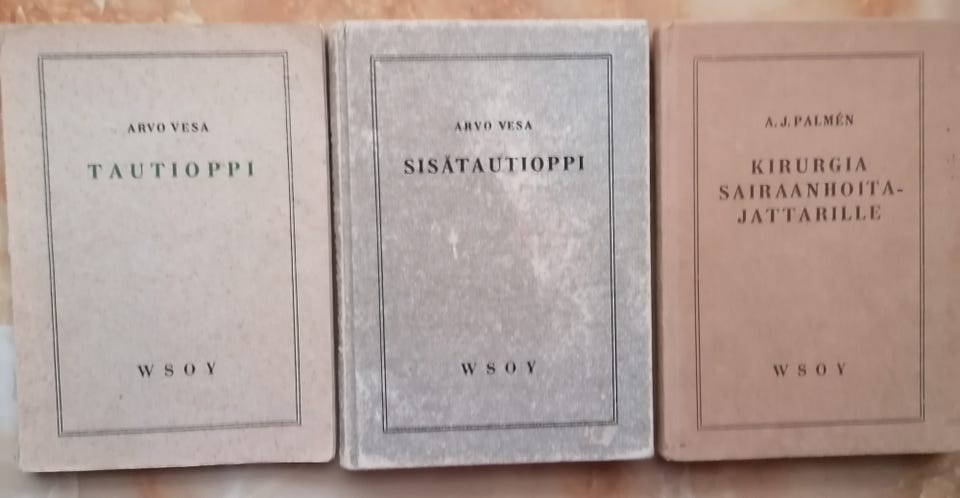 ARVO VESA
TAUTIOPPI
WSOY
ARVO VESA
SISÄTAUTIOPPI
WSOY
A. J. PALMÉN
KIRURGIA
SAIRAANHOITA-
JATTARILLE
WSOY